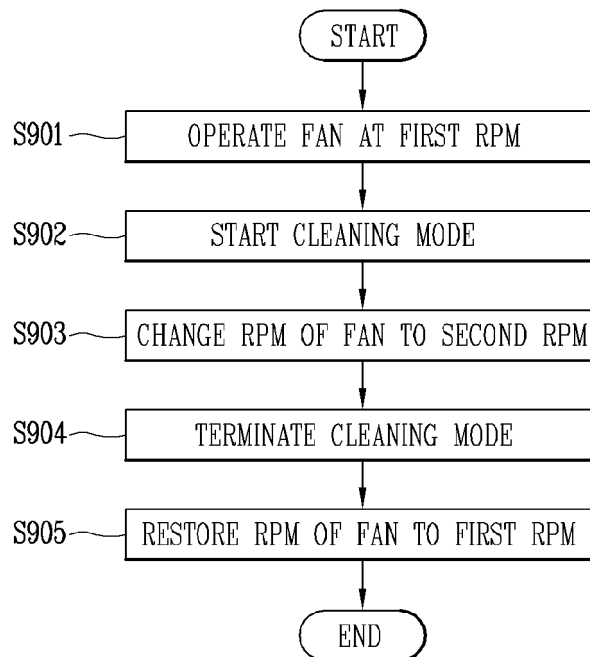 START
S901 OPERATE FAN AT FIRST RPM
S902 START CLEANING MODE
S903 CHANGE RPM OF FAN TO SECOND RPM
S904 TERMINATE CLEANING MODE
S905 RESTORE RPM OF FAN TO FIRST RPM
END